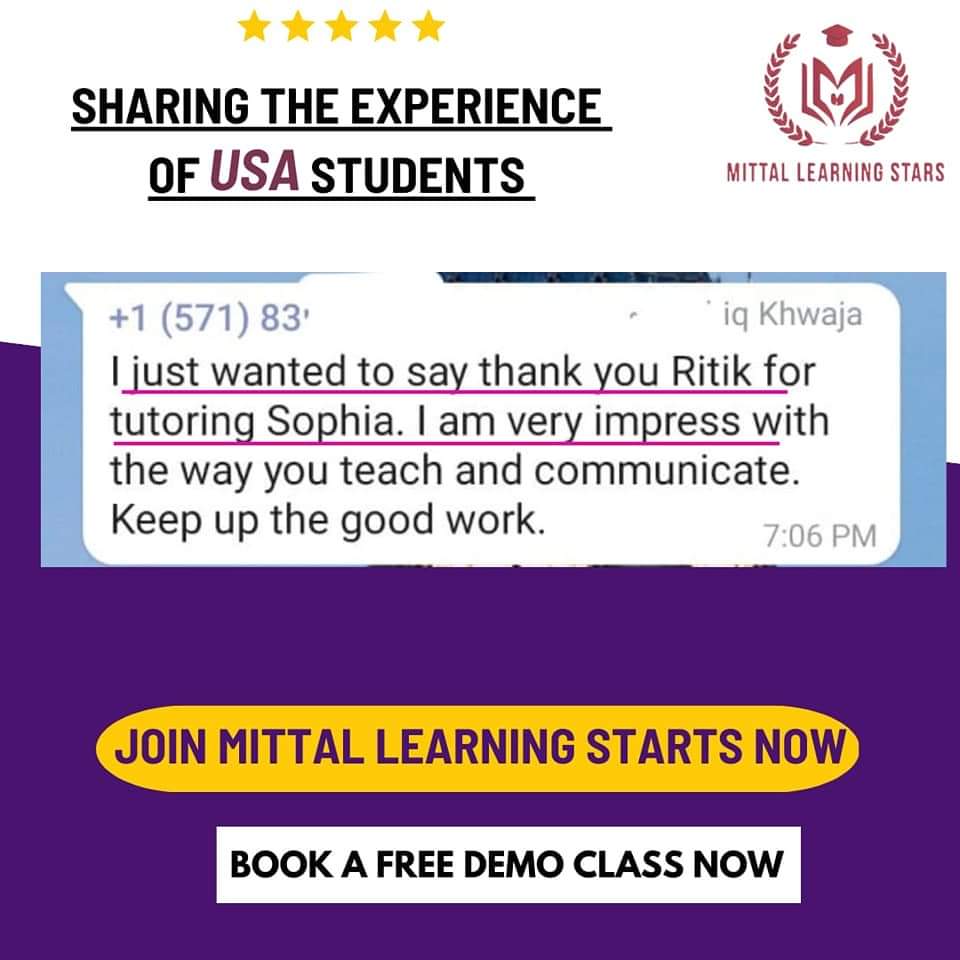 SHARING THE EXPERIENCE
OF USA STUDENTS
MITTAL LEARNING STARS
+1 (571) 83
iq Khwaja
I just wanted to say thank you Ritik for
tutoring Sophia. I am very impress with
the way you teach and communicate.
Keep up the good work.
7:06 PM
JOIN MITTAL LEARNING STARTS NOW
BOOK A FREE DEMO CLASS NOW